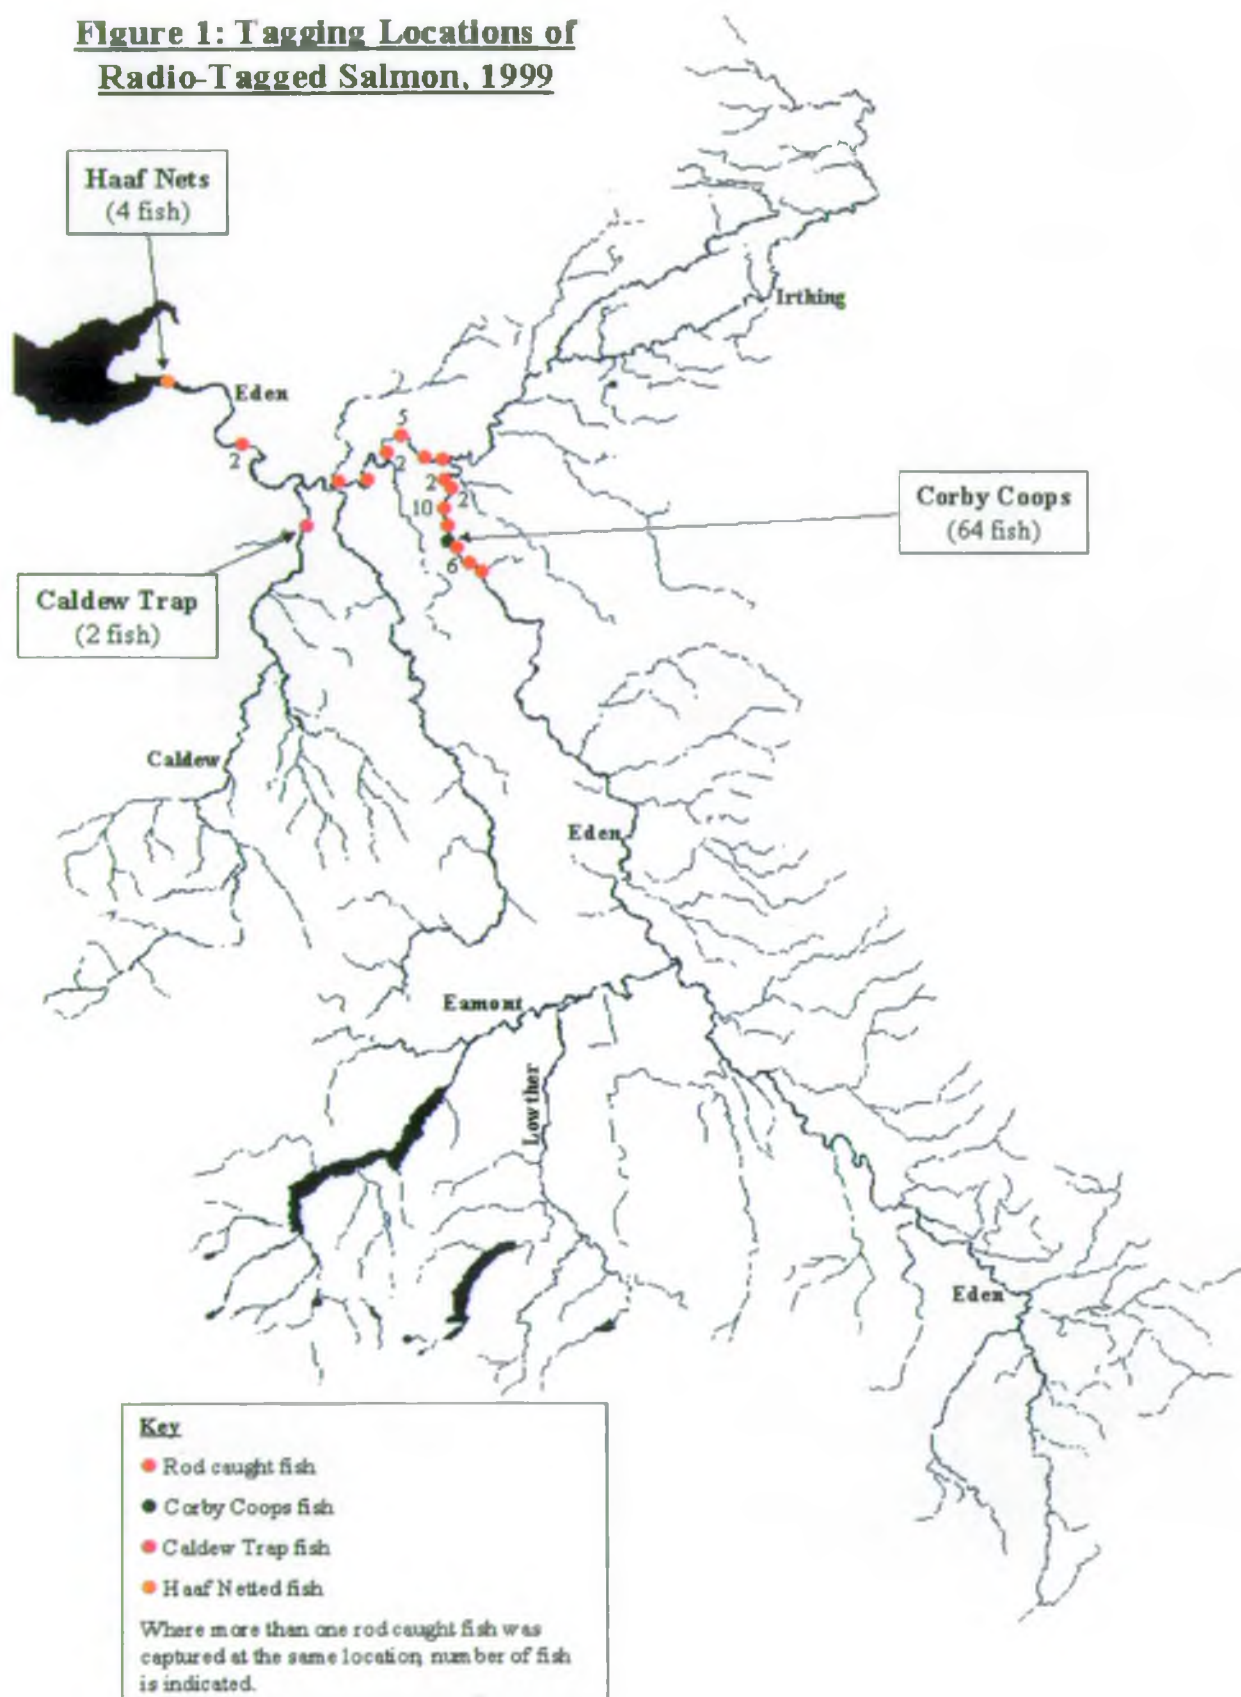 Figure 1: Tagging Locations of
Radio-Tagged Salmon, 1999
Haaf Nets
(4 fish)
Irthing
Eden
5
2
2
2
2
10
Corby Coops
(64 fish)
6
Caldew Trap
(2 fish)
Caldew
Eden
Eamont
Lowther
Eden
Key
Rod caught fish
Corby Coops fish
Caldew Trap fish
Haaf Netted fish
Where more than one rod caught fish was
captured at the same location, number of fish
is indicated.